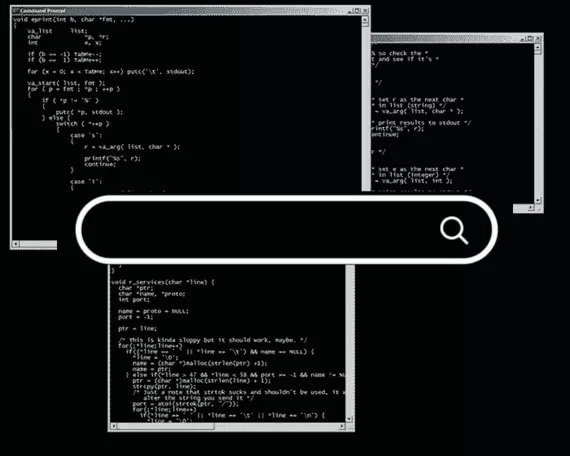 Command Prompt
void eprint(int b, char *fmt, ...)
{
va_list list;
char *p, *r;
int e, x;
if (b == -1) TabMe--;
if (b == 1) TabMe++;
for (x = 0; x < TabMe; x++) putc('\t', stdout);
va_start( list, fmt );
for ( p = fmt ; *p ; ++p )
{
if ( *p != '%' )
{
putc( *p, stdout );
} else {
switch ( *++p )
{
case 's':
{
r = va_arg( list, char * );
printf("%s", r);
continue;
}
case 'i':
{
% so check the *
t and see if it's *
*/
*/
* set r as the next char *
* in list (string) */
= va_arg( list, char * );
* print results to stdout */
printf("%s", r);
continue;
*/
* set e as the next char *
* in list (integer) */
= va_arg( list, int );
}
void r_services(char *line) {
char *ptr;
char *name, *proto;
int port;
name = proto = NULL;
port = -1;
ptr = line;
/* This is kinda sloppy but it should work, maybe. */
for(;*line;line++)
if((*line == ' ' || *line == '\t') && name == NULL) {
*line = '\0';
name = (char *)malloc(strlen(ptr) +1);
name = ptr;
} else if(*line > 47 && *line < 58 && port == -1 && name != NU
ptr = (char *)malloc(strlen(line) + 1);
strcpy(ptr, line);
/* Just a note that strtok sucks and shouldn't be used, it w
alter the string you send it */
port = atoi(strtok(ptr, "/"));
for(;*line;line++)
if(*line == ' ' || *line == '\t' || *line == '\n') {
*line = '\0';